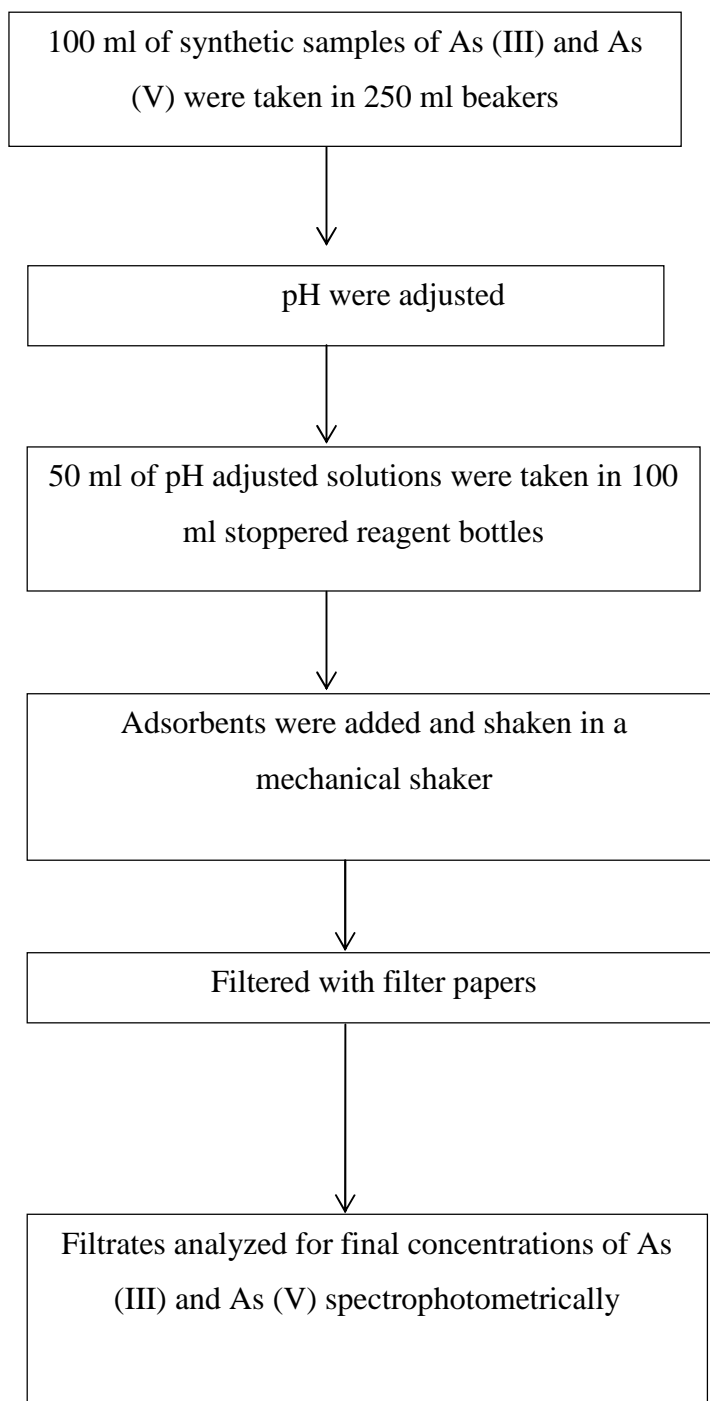 100 ml of synthetic samples of As (III) and As
(V) were taken in 250 ml beakers
pH were adjusted
50 ml of pH adjusted solutions were taken in 100
ml stoppered reagent bottles
Adsorbents were added and shaken in a
mechanical shaker
Filtered with filter papers
Filtrates analyzed for final concentrations of As
(III) and As (V) spectrophotometrically